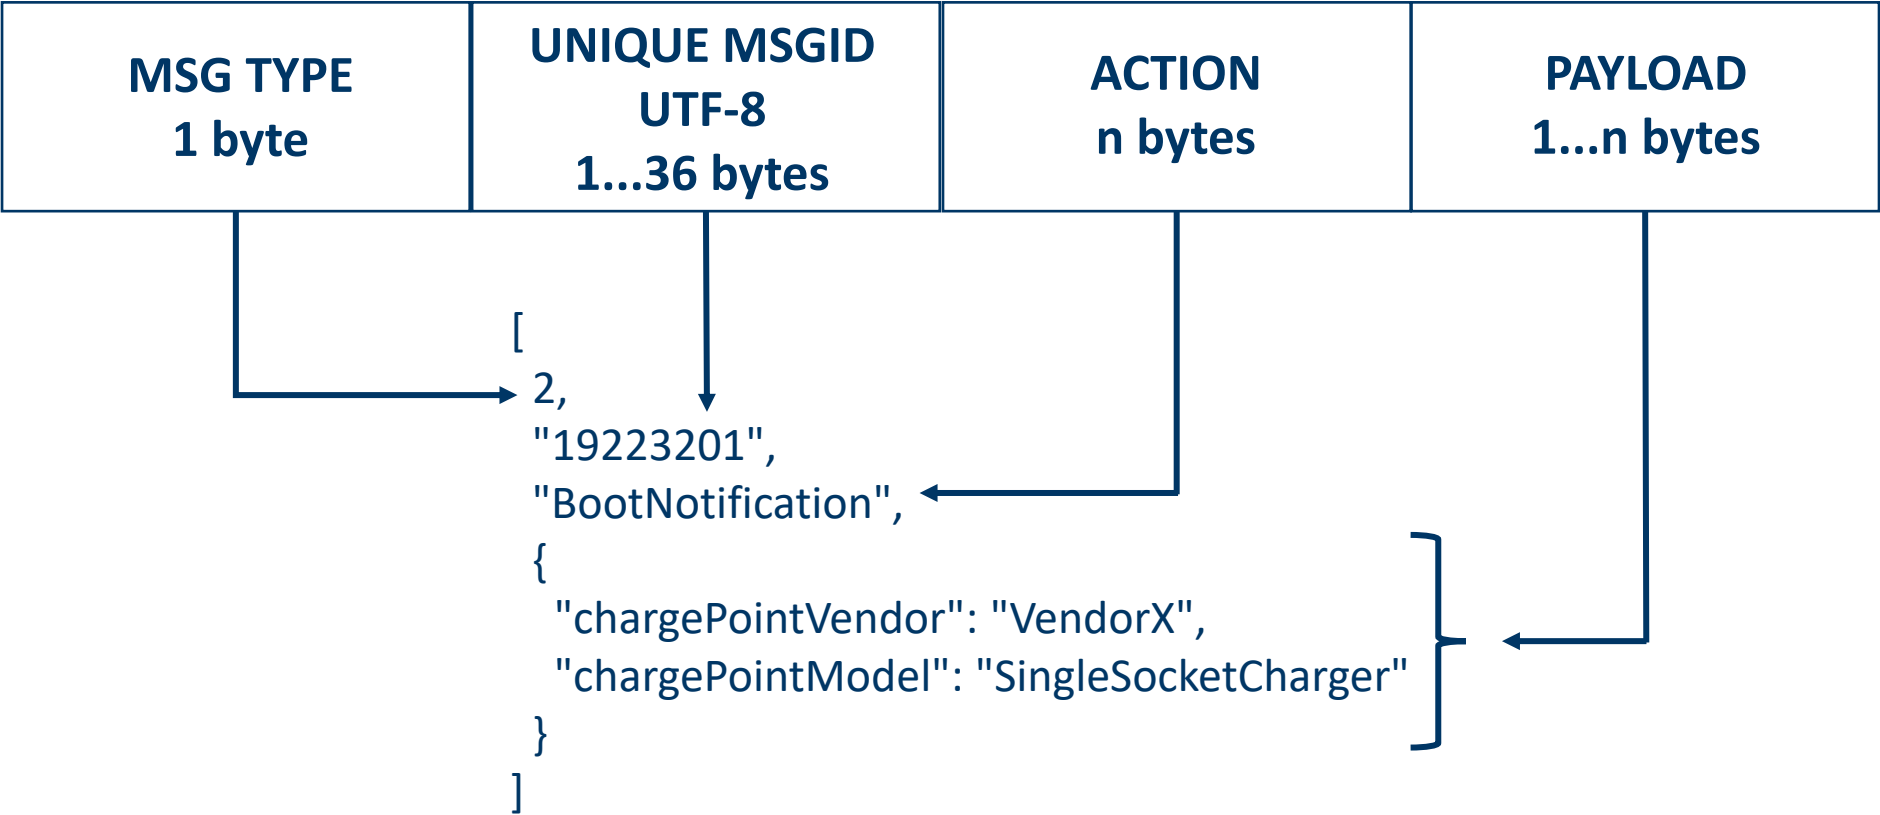 MSG TYPE
1 byte
UNIQUE MSGID
UTF-8
1...36 bytes
ACTION
n bytes
PAYLOAD
1...n bytes
[
2,
"19223201",
"BootNotification",
{
"chargePointVendor": "VendorX",
"chargePointModel": "SingleSocketCharger"
}
]